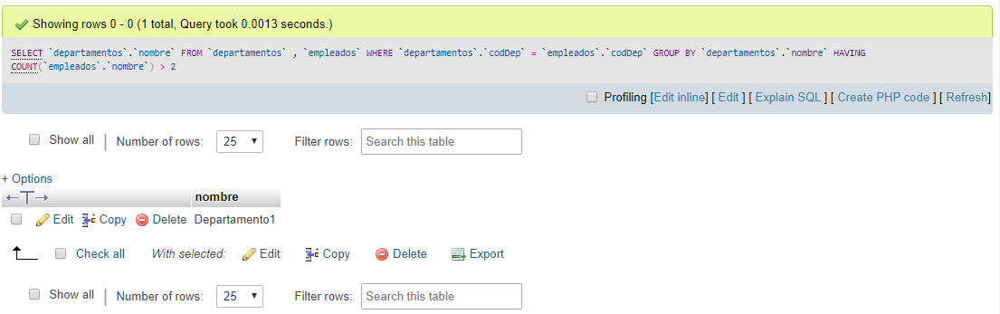 Showing rows 0 - 0 (1 total, Query took 0.0013 seconds.)
SELECT `departamentos`.`nombre` FROM `departamentos` , `empleados` WHERE `departamentos`.`codDep` = `empleados`.`codDep` GROUP BY `departamentos`.`nombre` HAVING
COUNT(`empleados`.`nombre`) > 2
Profiling [Edit inline] [ Edit ] [ Explain SQL ] [ Create PHP code ] [ Refresh]
Show all | Number of rows: 25 Filter rows: Search this table
+ Options
←T→ nombre
Edit Copy Delete Departamento1
Check all With selected: Edit Copy Delete Export
Show all | Number of rows: 25 Filter rows: Search this table